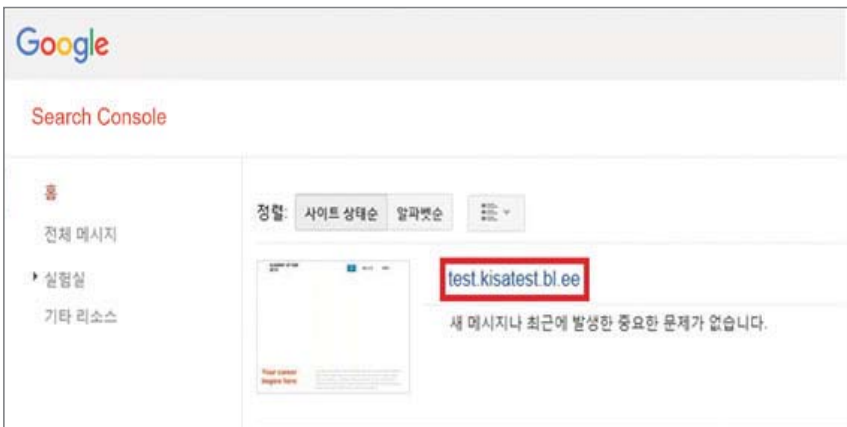 Google
Search Console
홈
전체 메시지
실험실
기타 리소스
정렬: 사이트 상태순 알파벳순
test.kisatest.bl.ee
새 메시지나 최근에 발생한 중요한 문제가 없습니다.
Your career
begins here